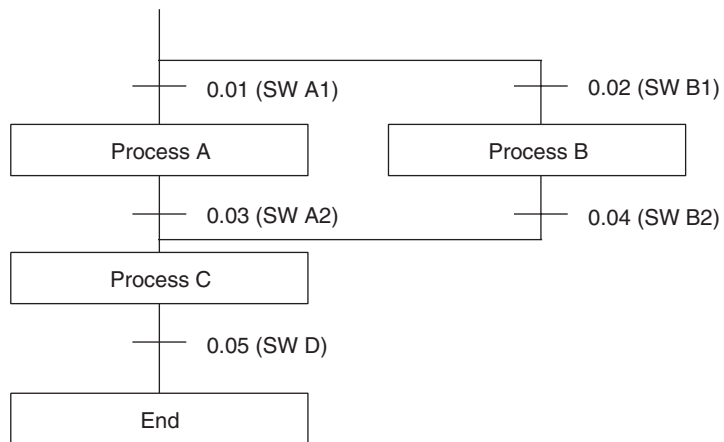 0.01 (SW A1)
0.02 (SW B1)
Process A
Process B
0.03 (SW A2)
0.04 (SW B2)
Process C
0.05 (SW D)
End